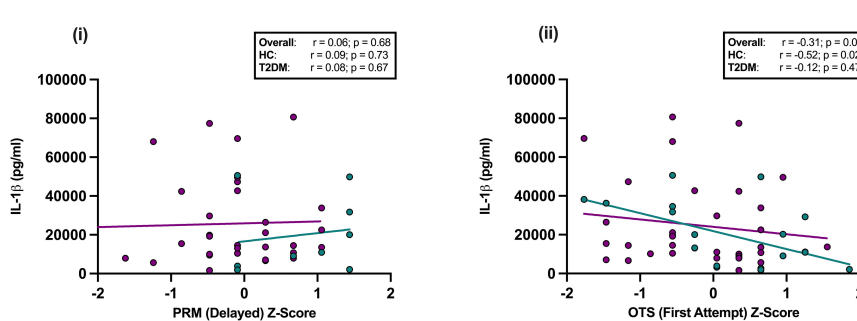 (i)
Overall: r = 0.06; p = 0.68
HC: r = 0.09; p = 0.73
T2DM: r = 0.08; p = 0.67
100000
80000
60000
40000
20000
0
IL-1β (pg/ml)
-2 -1 0 1 2
PRM (Delayed) Z-Score
(ii)
Overall: r = -0.31; p = 0.0
HC: r = -0.52; p = 0.02
T2DM: r = -0.12; p = 0.47
100000
80000
60000
40000
20000
0
IL-1β (pg/ml)
-2 -1 0 1
OTS (First Attempt) Z-Score